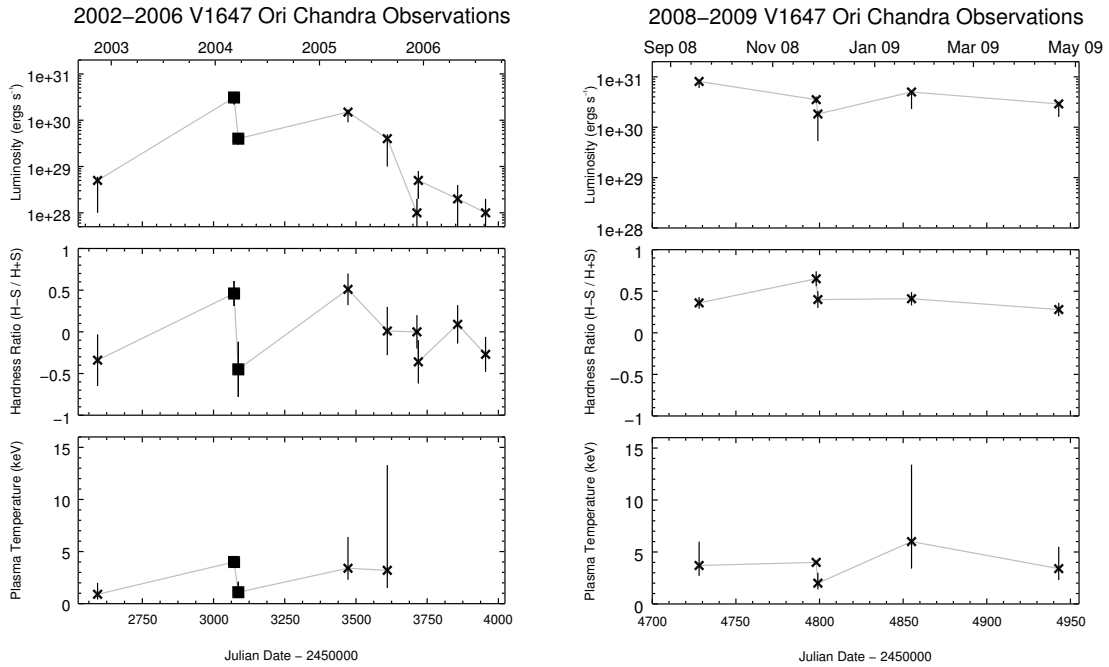 2002−2006 V1647 Ori Chandra Observations
2003 2004 2005 2006
Luminosity (ergs s⁻¹)
1e+31
1e+30
1e+29
1e+28
Hardness Ratio (H−S / H+S)
1
0.5
0
−0.5
−1
Plasma Temperature (keV)
15
10
5
0
2750 3000 3250 3500 3750 4000
Julian Date − 2450000
2008−2009 V1647 Ori Chandra Observations
Sep 08 Nov 08 Jan 09 Mar 09 May 09
Luminosity (ergs s⁻¹)
1e+31
1e+30
1e+29
1e+28
Hardness Ratio (H−S / H+S)
1
0.5
0
−0.5
−1
Plasma Temperature (keV)
15
10
5
0
4700 4750 4800 4850 4900 4950
Julian Date − 2450000